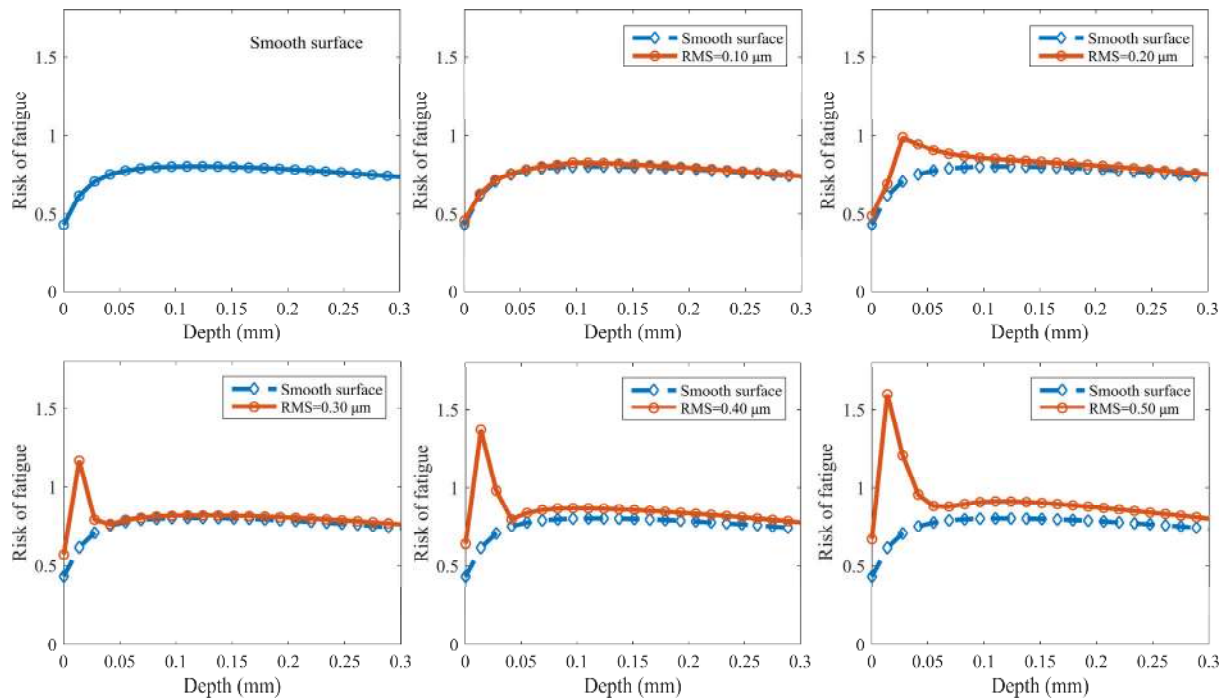 Smooth surface
Risk of fatigue
1.5
1
0.5
0
0 0.05 0.1 0.15 0.2 0.25 0.3
Depth (mm)
Smooth surface
RMS=0.10 μm
Risk of fatigue
1.5
1
0.5
0
0 0.05 0.1 0.15 0.2 0.25 0.3
Depth (mm)
Smooth surface
RMS=0.20 μm
Risk of fatigue
1.5
1
0.5
0
0 0.05 0.1 0.15 0.2 0.25 0.3
Depth (mm)
Smooth surface
RMS=0.30 μm
Risk of fatigue
1.5
1
0.5
0
0 0.05 0.1 0.15 0.2 0.25 0.3
Depth (mm)
Smooth surface
RMS=0.40 μm
Risk of fatigue
1.5
1
0.5
0
0 0.05 0.1 0.15 0.2 0.25 0.3
Depth (mm)
Smooth surface
RMS=0.50 μm
Risk of fatigue
1.5
1
0.5
0
0 0.05 0.1 0.15 0.2 0.25 0.3
Depth (mm)